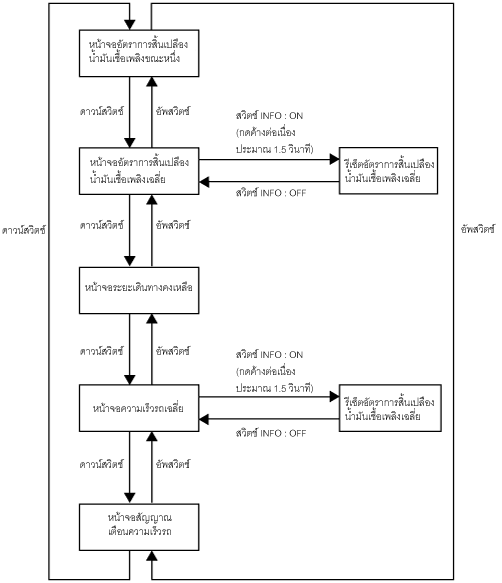 หน้าจออัตราการสิ้นเปลือง
น้ำมันเชื้อเพลิงขณะหนึ่ง
ดาวน์สวิตซ์
อัพสวิตซ์
สวิตซ์ INFO : ON
(กดค้างต่อเนื่อง
ประมาณ 1.5 วินาที)
หน้าจออัตราการสิ้นเปลือง
น้ำมันเชื้อเพลิงเฉลี่ย
รีเซ็ตอัตราการสิ้นเปลือง
น้ำมันเชื้อเพลิงเฉลี่ย
สวิตซ์ INFO : OFF
ดาวน์สวิตซ์
อัพสวิตซ์
ดาวน์สวิตซ์
อัพสวิตซ์
หน้าจอระยะเดินทางคงเหลือ
ดาวน์สวิตซ์
อัพสวิตซ์
สวิตซ์ INFO : ON
(กดค้างต่อเนื่อง
ประมาณ 1.5 วินาที)
หน้าจอความเร็วรถเฉลี่ย
รีเซ็ตอัตราการสิ้นเปลือง
น้ำมันเชื้อเพลิงเฉลี่ย
สวิตซ์ INFO : OFF
ดาวน์สวิตซ์
อัพสวิตซ์
หน้าจอสัญญาณ
เตือนความเร็วรถ